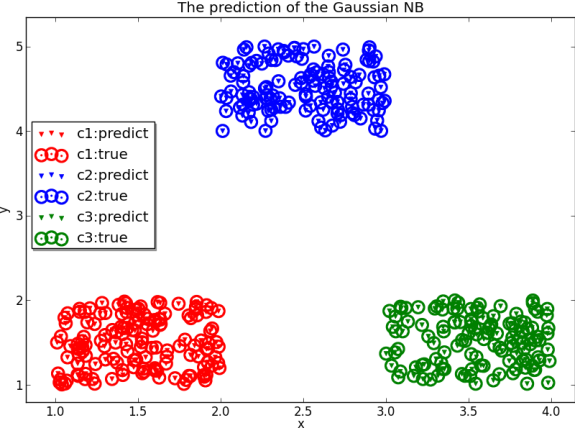 The prediction of the Gaussian NB
5
4
3
2
1
y
c1:predict
c1:true
c2:predict
c2:true
c3:predict
c3:true
1.0 1.5 2.0 2.5 3.0 3.5 4.0
x